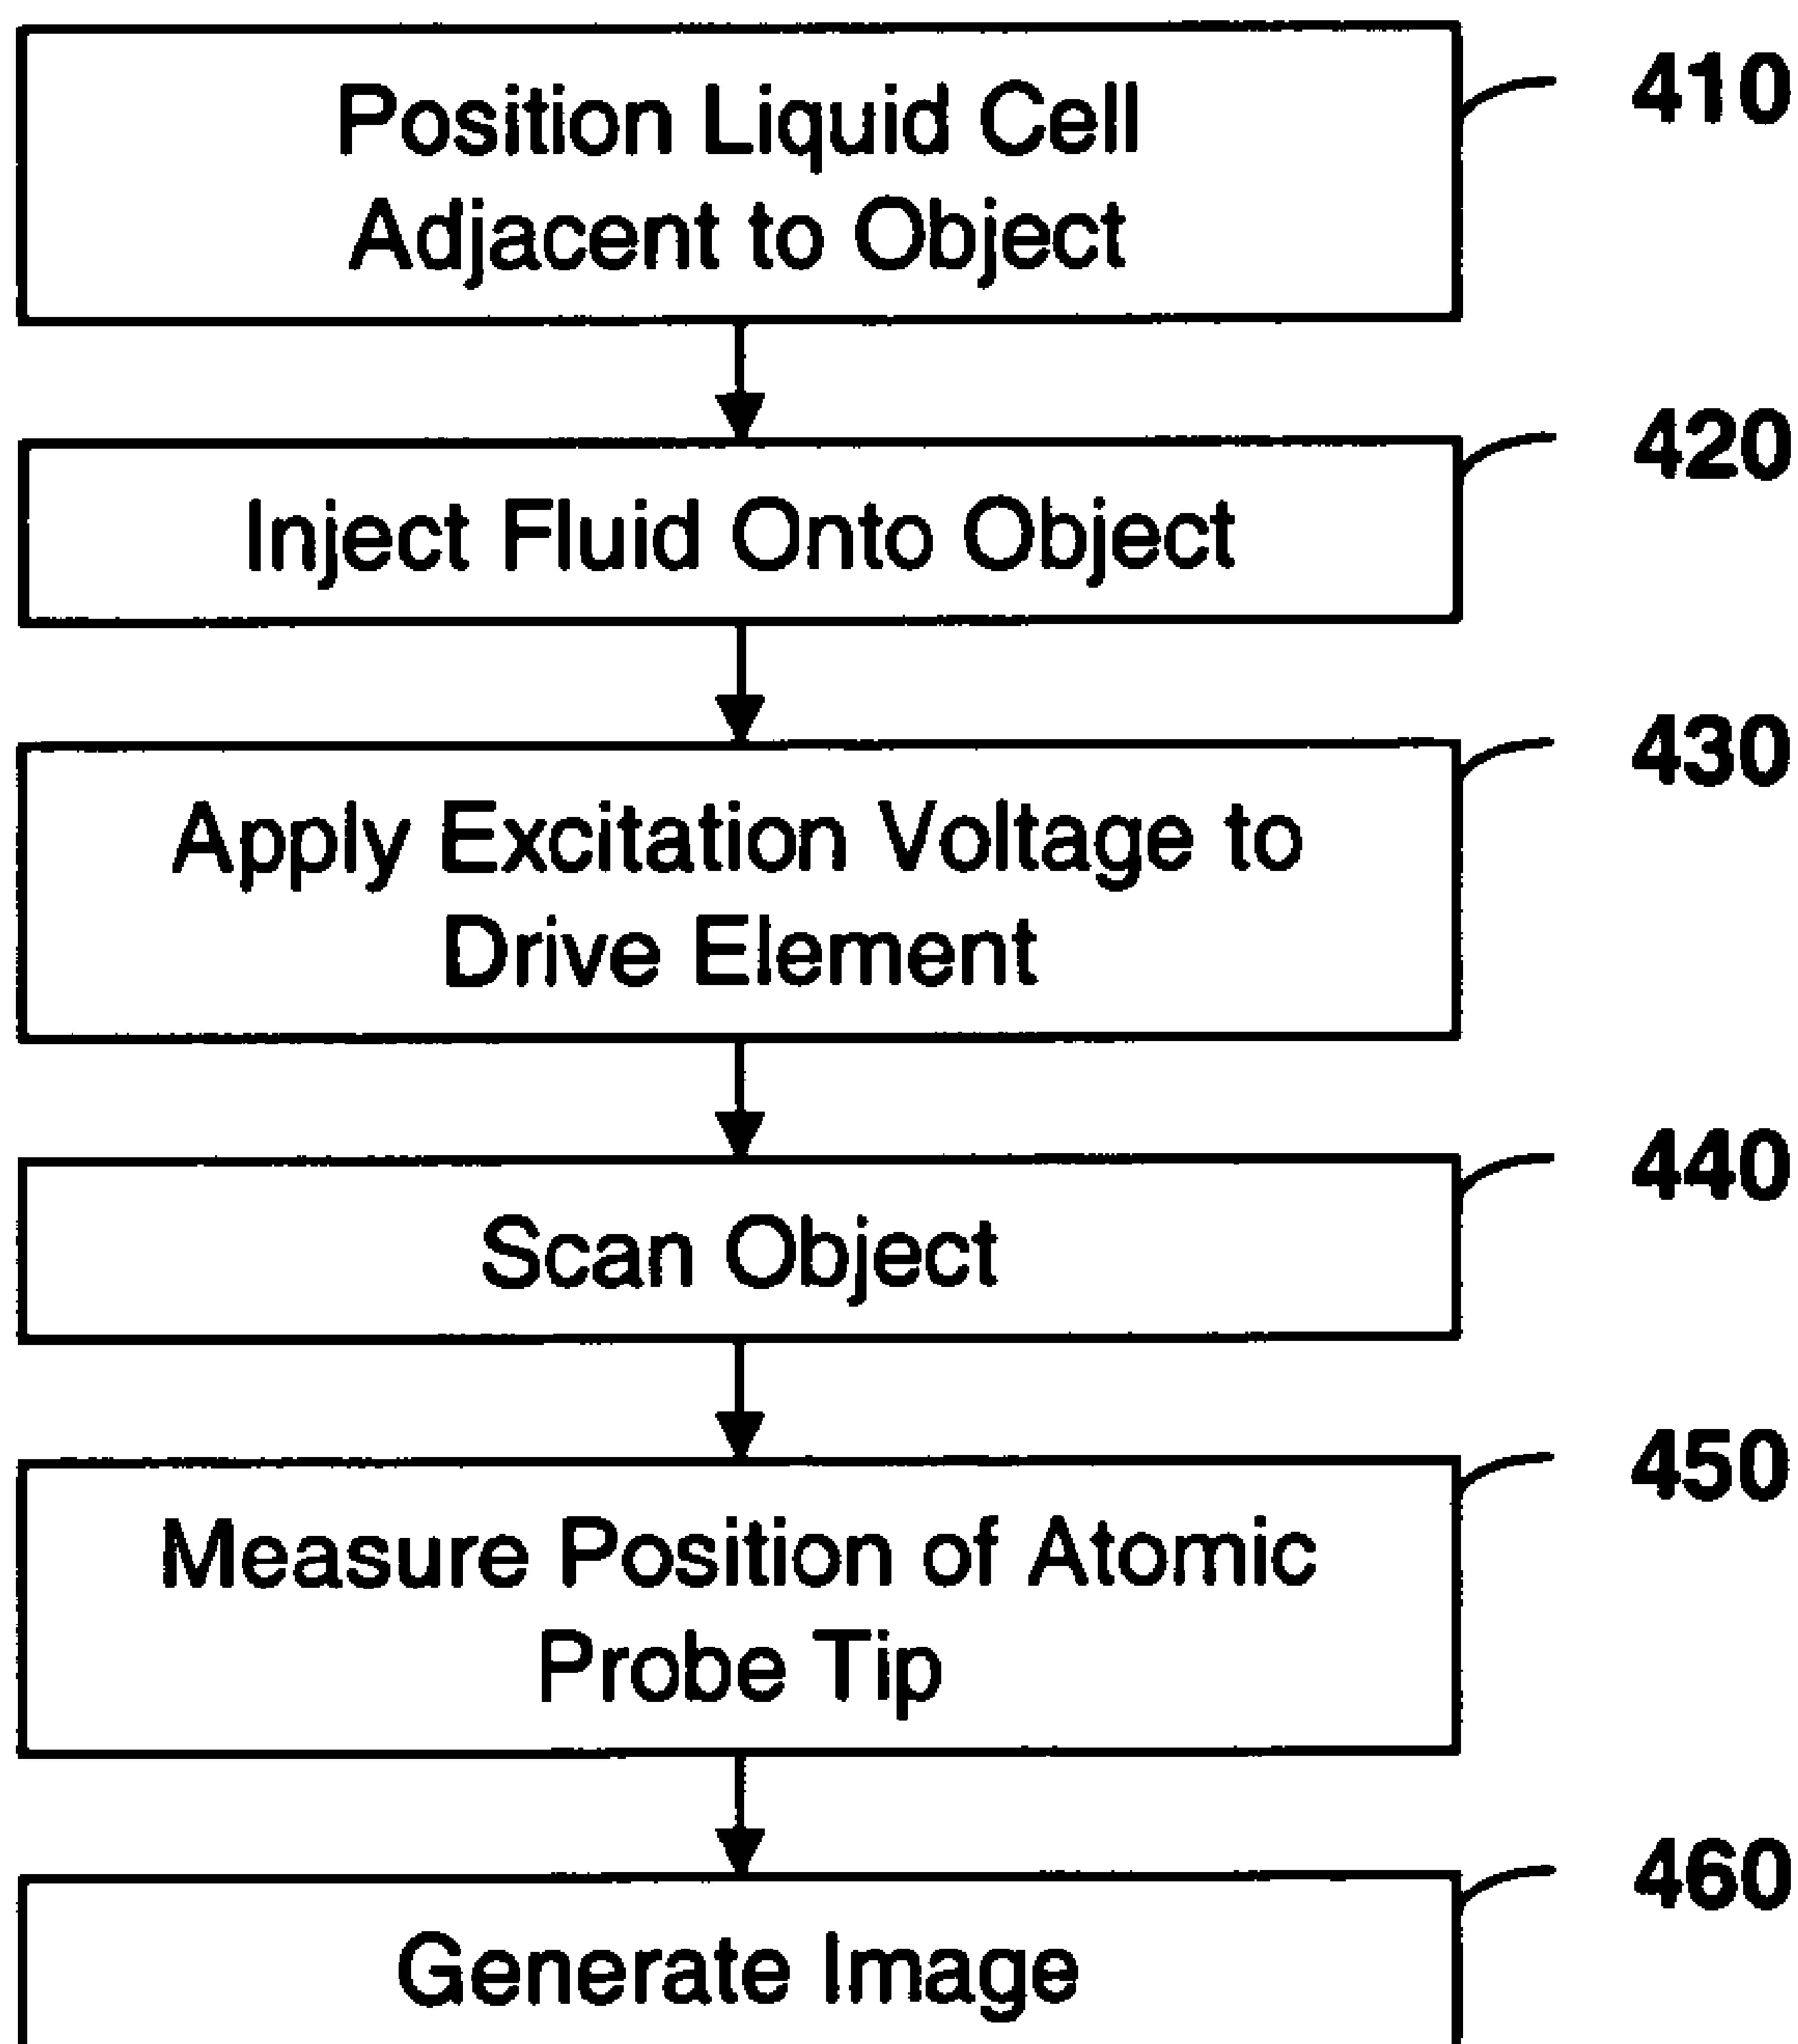 Position Liquid Cell
Adjacent to Object
410
Inject Fluid Onto Object
420
Apply Excitation Voltage to
Drive Element
430
Scan Object
440
Measure Position of Atomic
Probe Tip
450
Generate Image
460